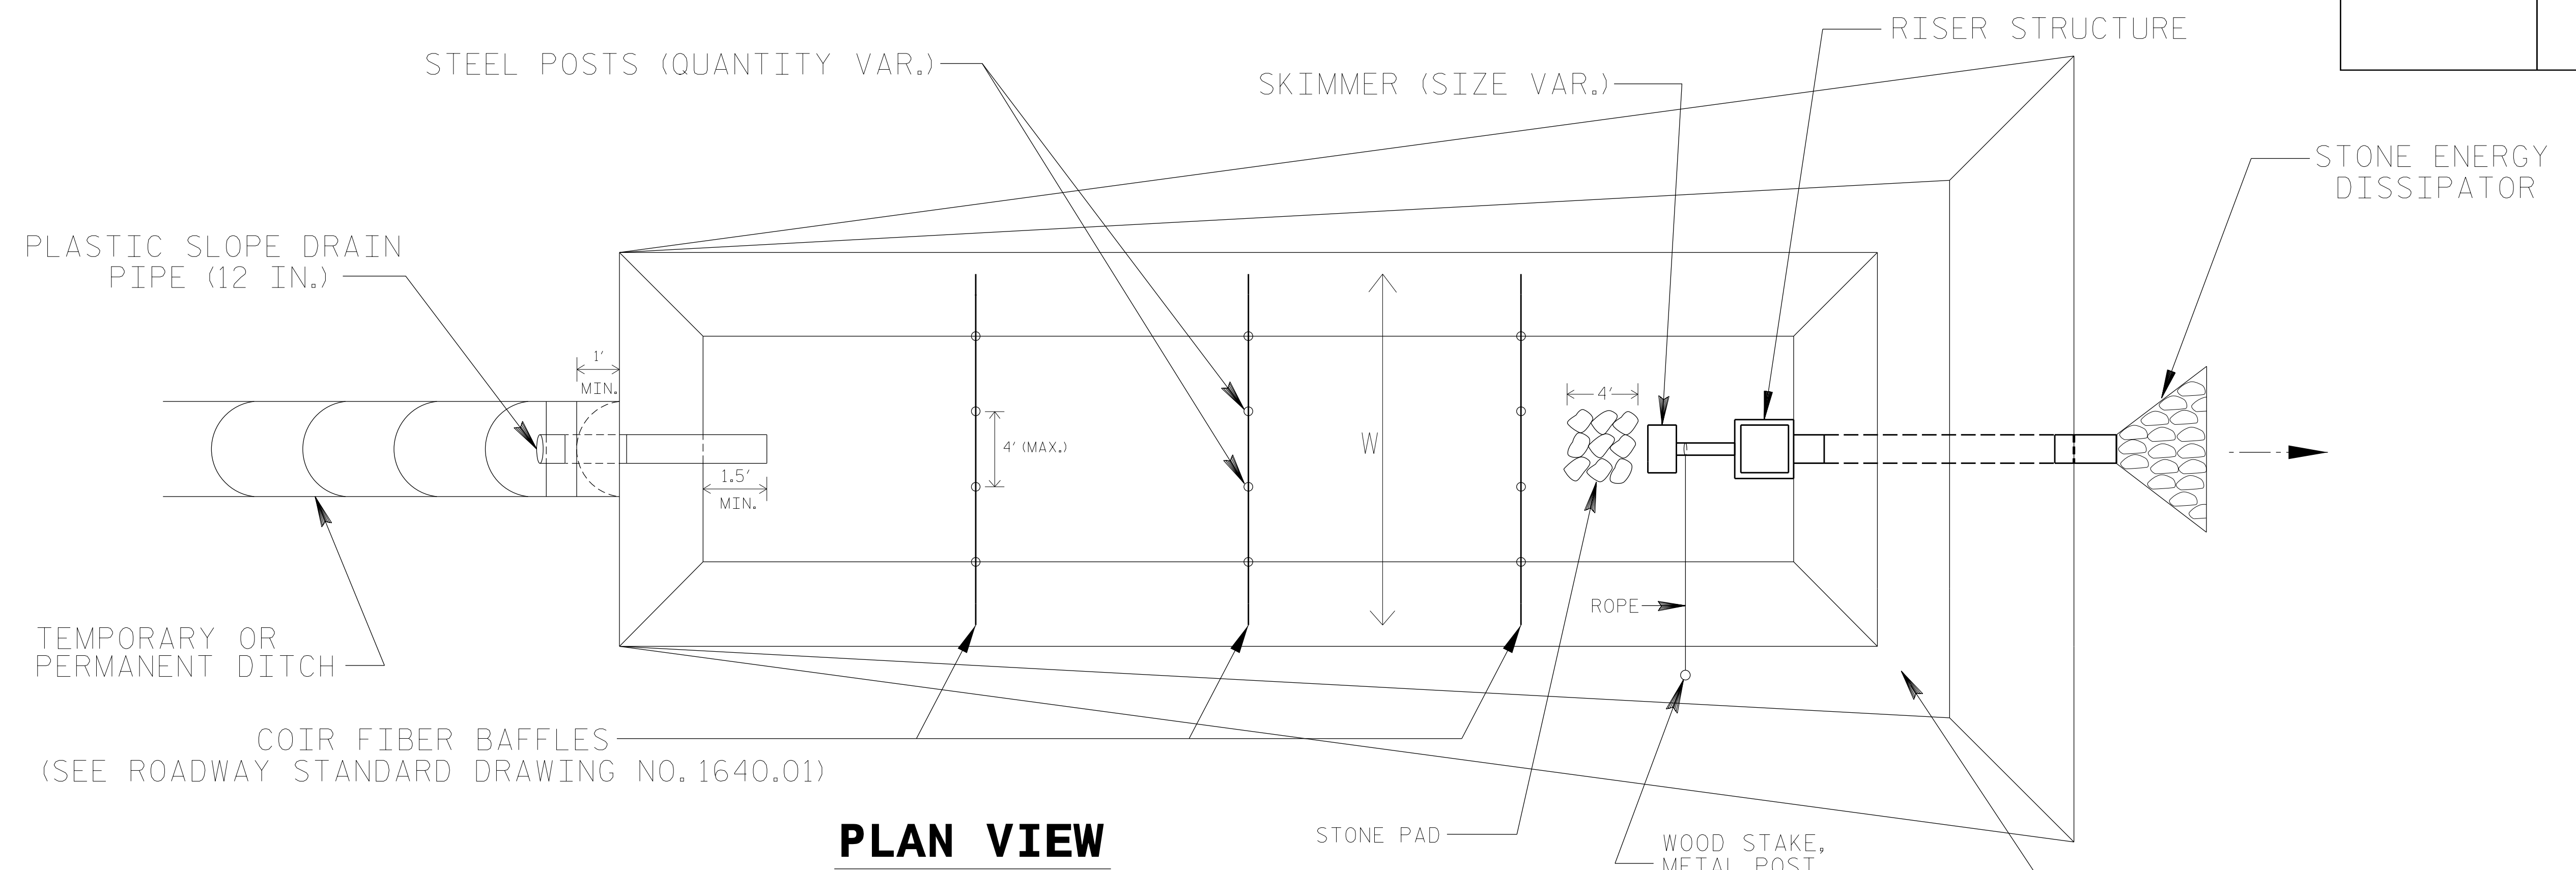 RISER STRUCTURE
STEEL POSTS (QUANTITY VAR.)
SKIMMER (SIZE VAR.)
STONE ENERGY
DISSIPATOR
PLASTIC SLOPE DRAIN
PIPE (12 IN.)
1'
MIN.
4'
4' (MAX.)
W
1.5'
MIN.
ROPE
TEMPORARY OR
PERMANENT DITCH
COIR FIBER BAFFLES
(SEE ROADWAY STANDARD DRAWING NO. 1640.01)
PLAN VIEW
STONE PAD
WOOD STAKE,
METAL POST